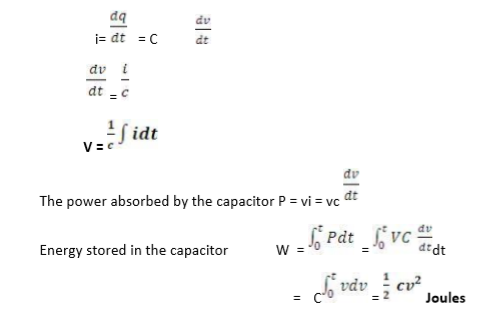 i= dq/dt = C dv/dt
dv/dt = i/c
V = 1/c ∫ idt
The power absorbed by the capacitor P = vi = vc dv/dt
Energy stored in the capacitor W = ∫₀ᵗ Pdt = ∫₀ᵗ VC dv/dt dt
= C ∫₀ᵗ vdv = 1/2 cv² Joules